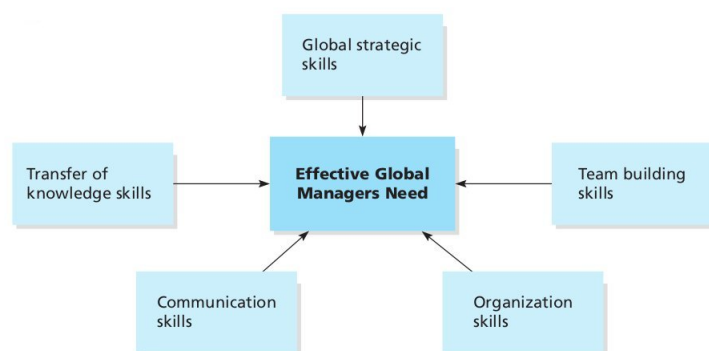 Global strategic
skills
Transfer of
knowledge skills
Effective Global
Managers Need
Team building
skills
Communication
skills
Organization
skills